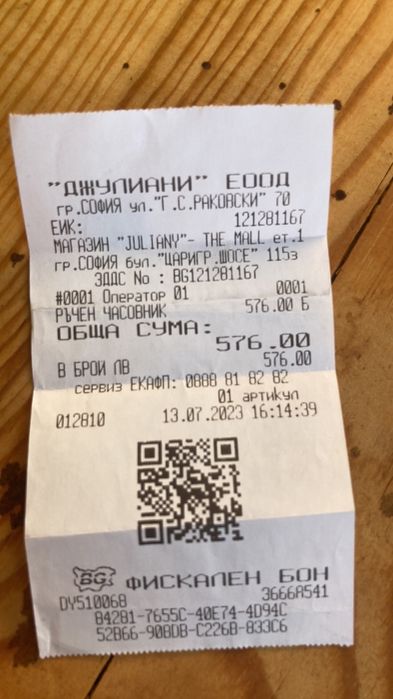 "ДЖУЛИАНИ" ЕООД
гр.СОФИЯ ул."Г.С.РАКОВСКИ" 70
ЕИК: 121281167
МАГАЗИН "JULIANY"- THE MALL ет.1
гр.СОФИЯ бул."ЦАРИГР.ШОСЕ" 115з
ЗДДС No : BG121281167
#0001 Оператор 01 0001
РЪЧЕН ЧАСОВНИК 576.00 Б
ОБЩА СУМА: 576.00
В БРОЙ ЛВ 576.00
сервиз ЕКАФП: 0888 81 82 82
01 артикул
012810 13.07.2023 16:14:39
BG ФИСКАЛЕН БОН
DY510068 3666A541
842B1-7655C-40E74-4D94C
52B66-908DB-C226B-833C6